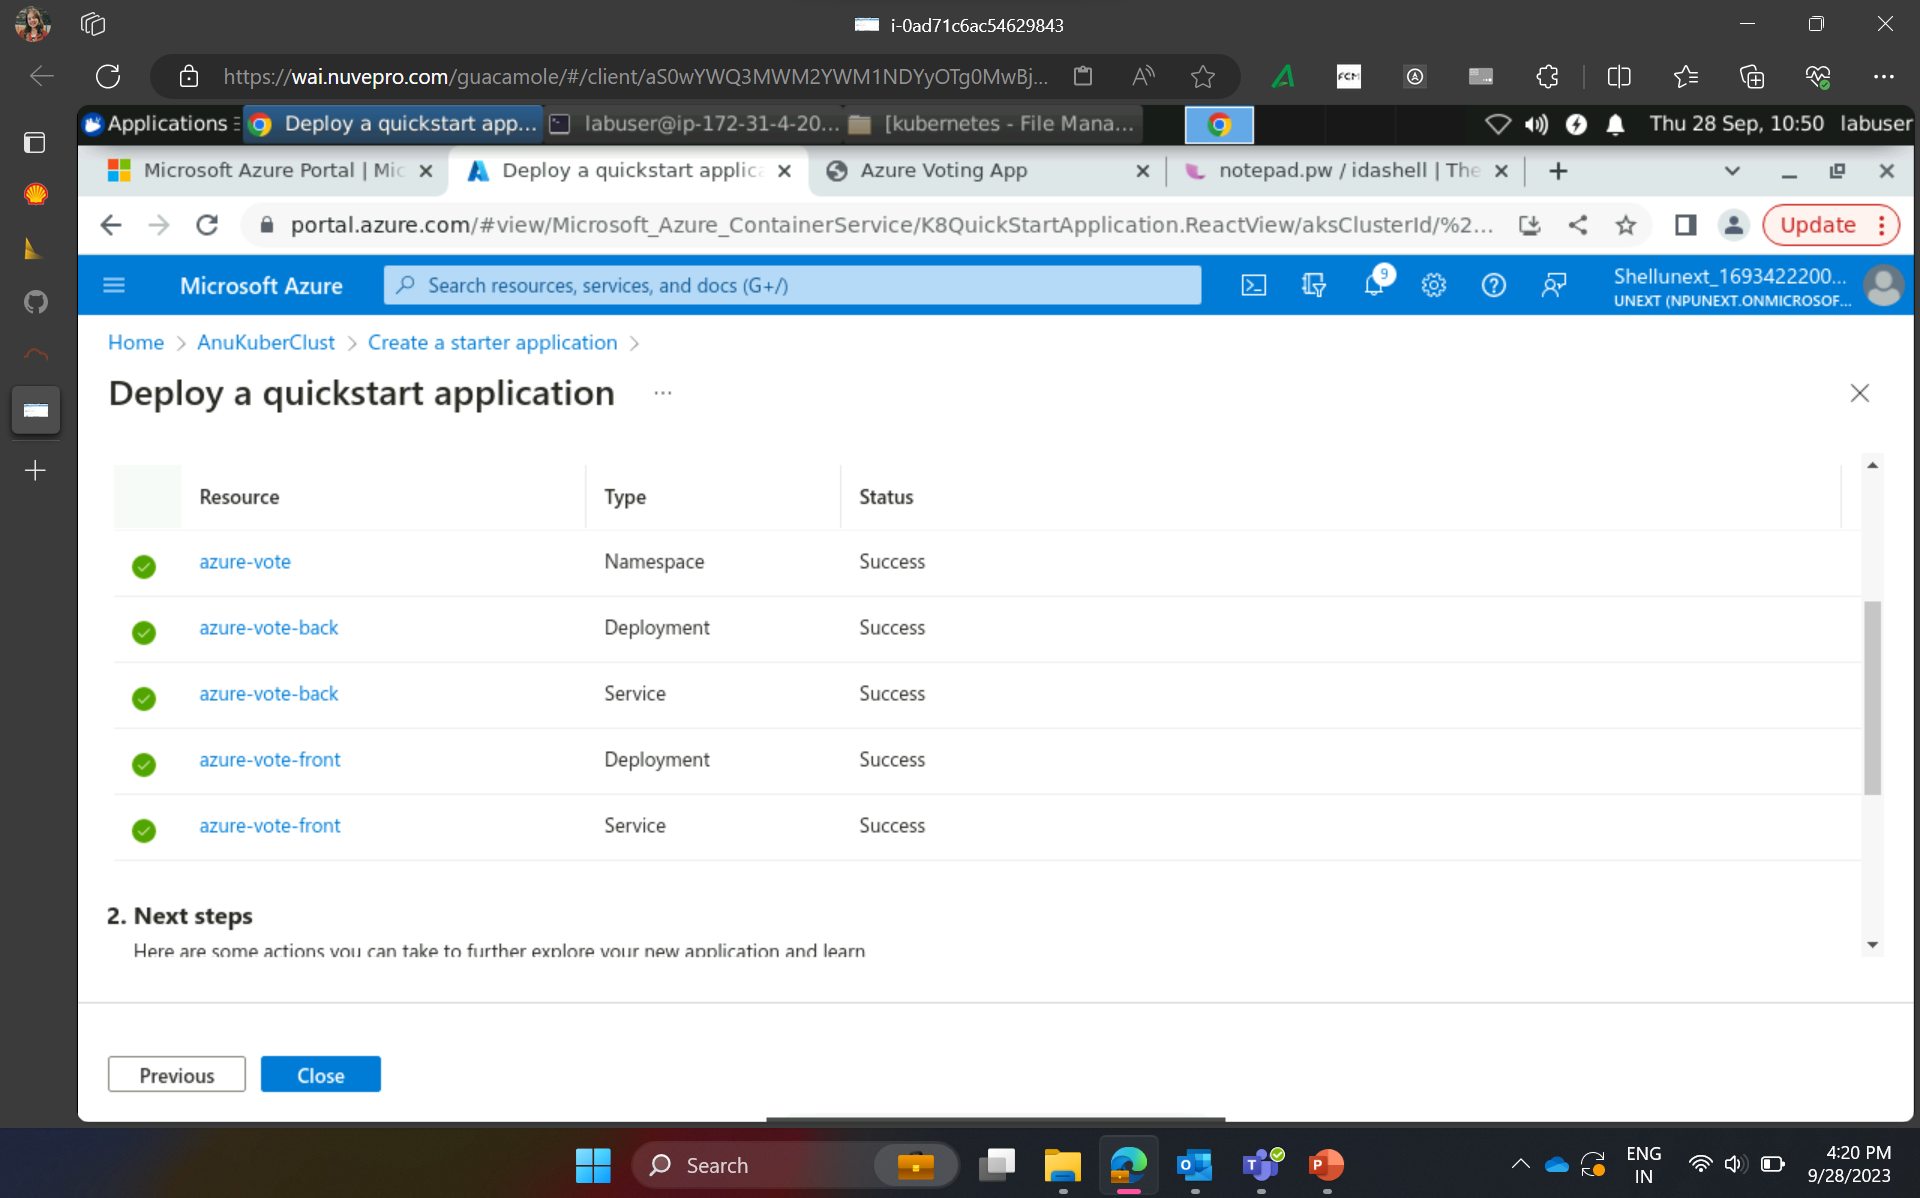 i-0ad71c6ac54629843
https://wai.nuvepro.com/guacamole/#/client/aS0wYWQ3MWM2YWM1NDYyOTg0MwBj...
FCM
Applications Deploy a quickstart app... labuser@ip-172-31-4-20... [kubernetes - File Mana... Thu 28 Sep, 10:50 labuser
Microsoft Azure Portal | Mic Deploy a quickstart applica Azure Voting App notepad.pw / idashell | The
portal.azure.com/#view/Microsoft_Azure_ContainerService/K8QuickStartApplication.ReactView/aksClusterId/%2... Update
Microsoft Azure Search resources, services, and docs (G+/) 9 Shellunext_1693422200...
UNEXT (NPUNEXT.ONMICROSOF...
Home > AnuKuberClust > Create a starter application >
Deploy a quickstart application ...
Resource Type Status
azure-vote Namespace Success
azure-vote-back Deployment Success
azure-vote-back Service Success
azure-vote-front Deployment Success
azure-vote-front Service Success
2. Next steps
Here are some actions you can take to further explore your new application and learn
Previous Close
Search
ENG
IN
4:20 PM
9/28/2023